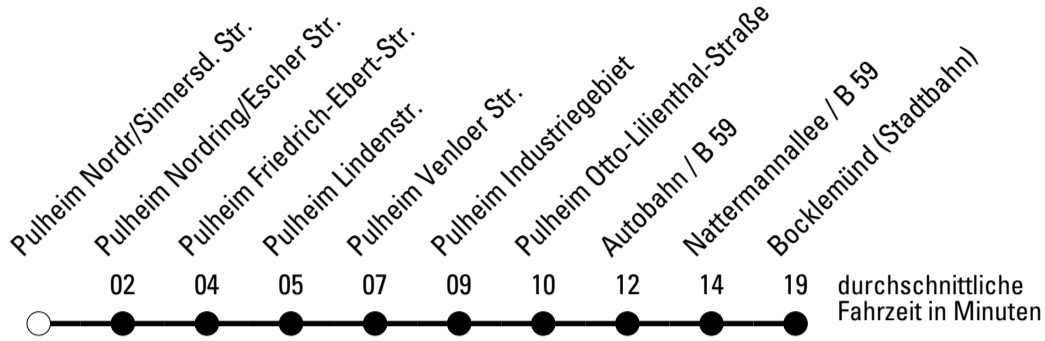 Pulheim Nordr/Sinnersd. Str.
Pulheim Nordring/Escher Str.
Pulheim Friedrich-Ebert-Str.
Pulheim Lindenstr.
Pulheim Venloer Str.
Pulheim Industriegebiet
Pulheim Otto-Lilienthal-Straße
Autobahn / B 59
Nattermannallee / B 59
Bocklemünd (Stadtbahn)
02 04 05 07 09 10 12 14 19
durchschnittliche
Fahrzeit in Minuten